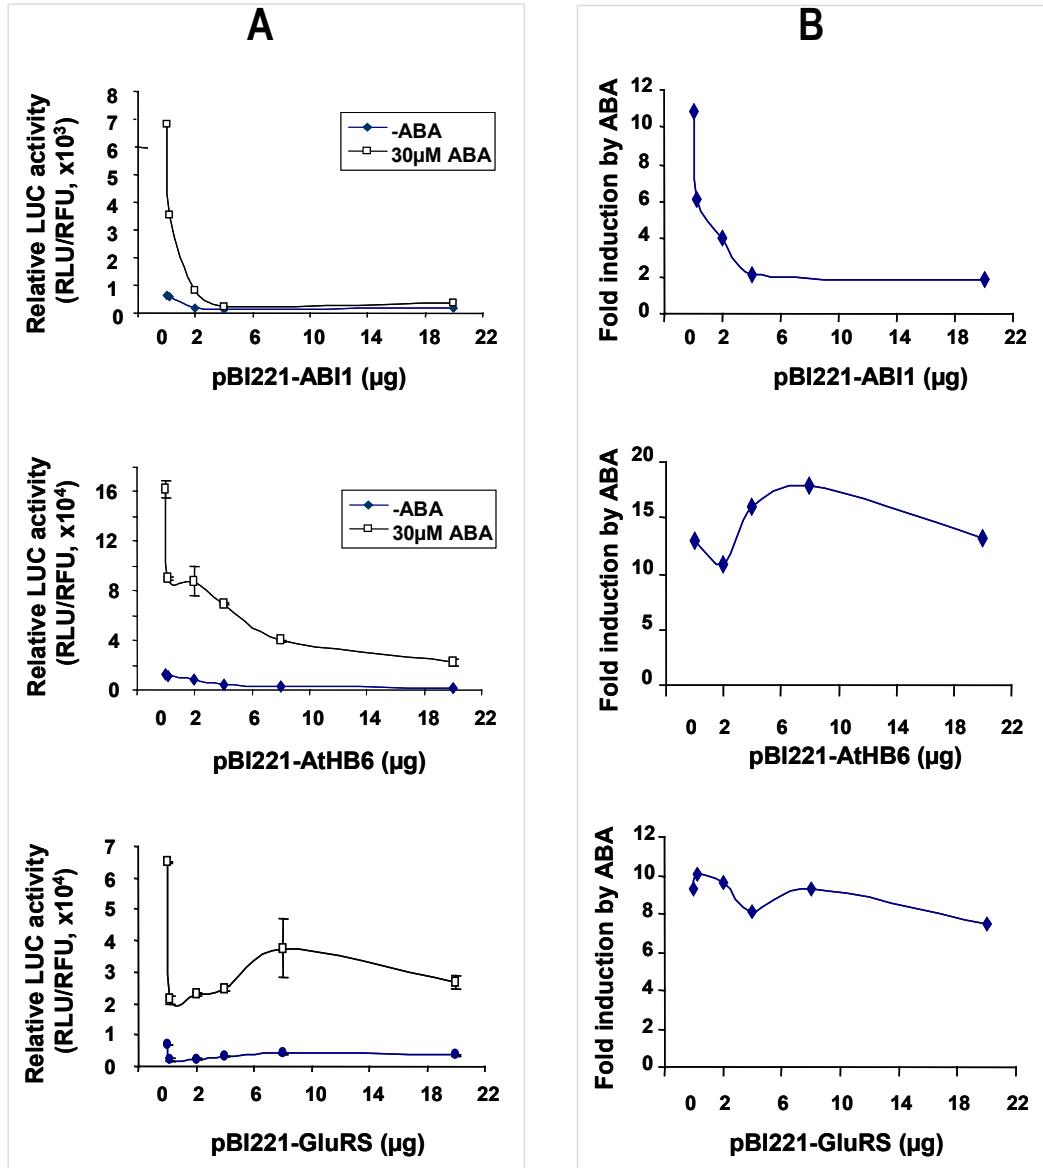 A
B
Relative LUC activity
(RLU/RFU, x10³)
8
7
6
5
4
3
2
1
0
-ABA
30µM ABA
0 2 6 10 14 18 22
pBI221-ABI1 (µg)
Fold induction by ABA
12
10
8
6
4
2
0
0 2 6 10 14 18 22
pBI221-ABI1 (µg)
Relative LUC activity
(RLU/RFU, x10⁴)
16
12
8
4
0
-ABA
30µM ABA
0 2 6 10 14 18 22
pBI221-AtHB6 (µg)
Fold induction by ABA
20
15
10
5
0
0 2 6 10 14 18 22
pBI221-AtHB6 (µg)
Relative LUC activity
(RLU/RFU, x10⁴)
7
6
5
4
3
2
1
0
0 2 6 10 14 18 22
pBI221-GluRS (µg)
Fold induction by ABA
12
10
8
6
4
2
0
0 2 6 10 14 18 22
pBI221-GluRS (µg)